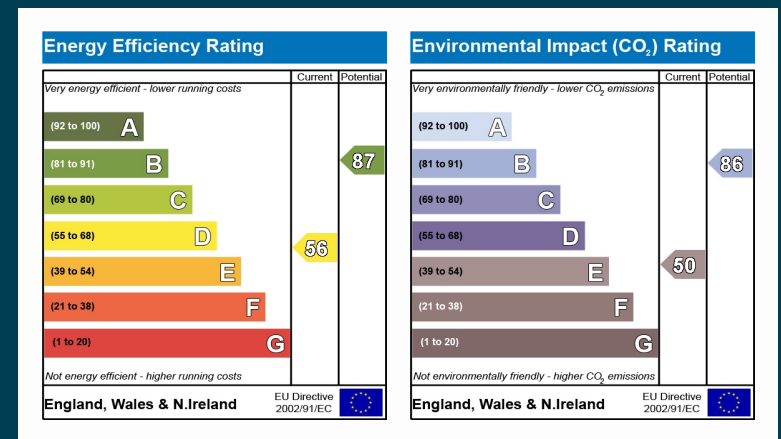 Energy Efficiency Rating
Current Potential
Very energy efficient - lower running costs
(92 to 100) A
(81 to 91) B
87
(69 to 80) C
(55 to 68) D
56
(39 to 54) E
(21 to 38) F
(1 to 20) G
Not energy efficient - higher running costs
England, Wales & N.Ireland
EU Directive
2002/91/EC
Environmental Impact (CO₂) Rating
Current Potential
Very environmentally friendly - lower CO₂ emissions
(92 to 100) A
(81 to 91) B
86
(69 to 80) C
(55 to 68) D
(39 to 54) E
50
(21 to 38) F
(1 to 20) G
Not environmentally friendly - higher CO₂ emissions
England, Wales & N.Ireland
EU Directive
2002/91/EC